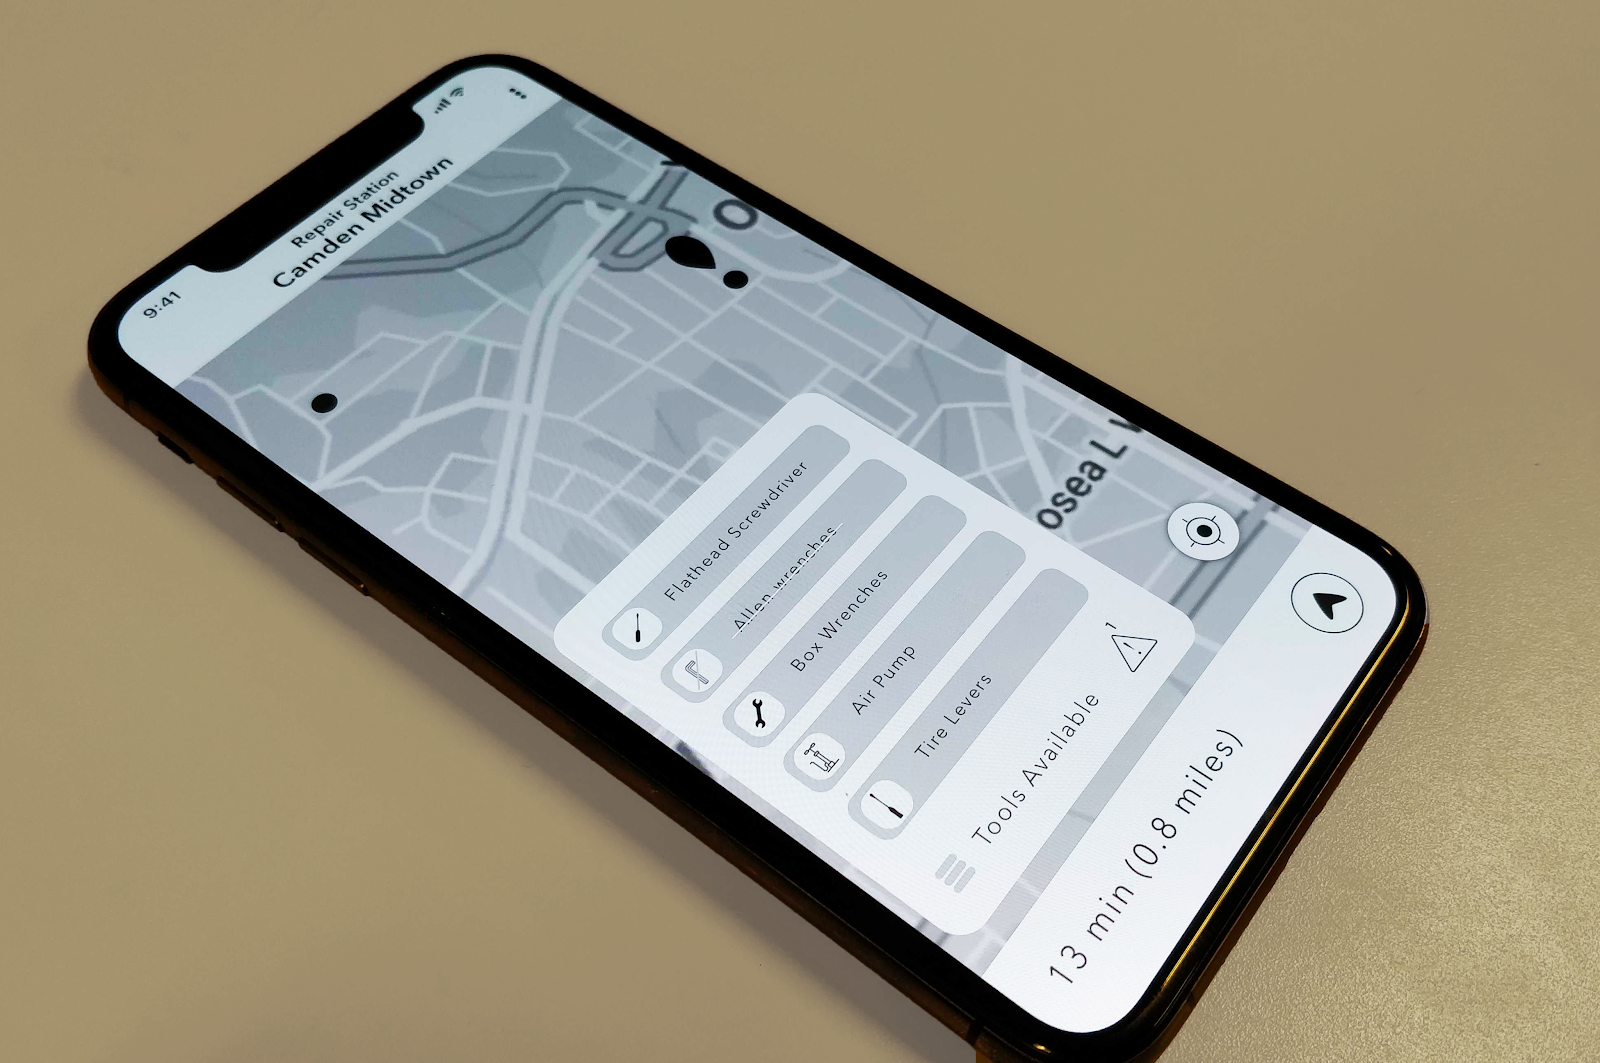 9:41
Repair Station
Camden Midtown
O
osea L W
Flathead Screwdriver
Allen wrenches
Box Wrenches
Air Pump
Tire Levers
Tools Available
1
13 min (0.8 miles)